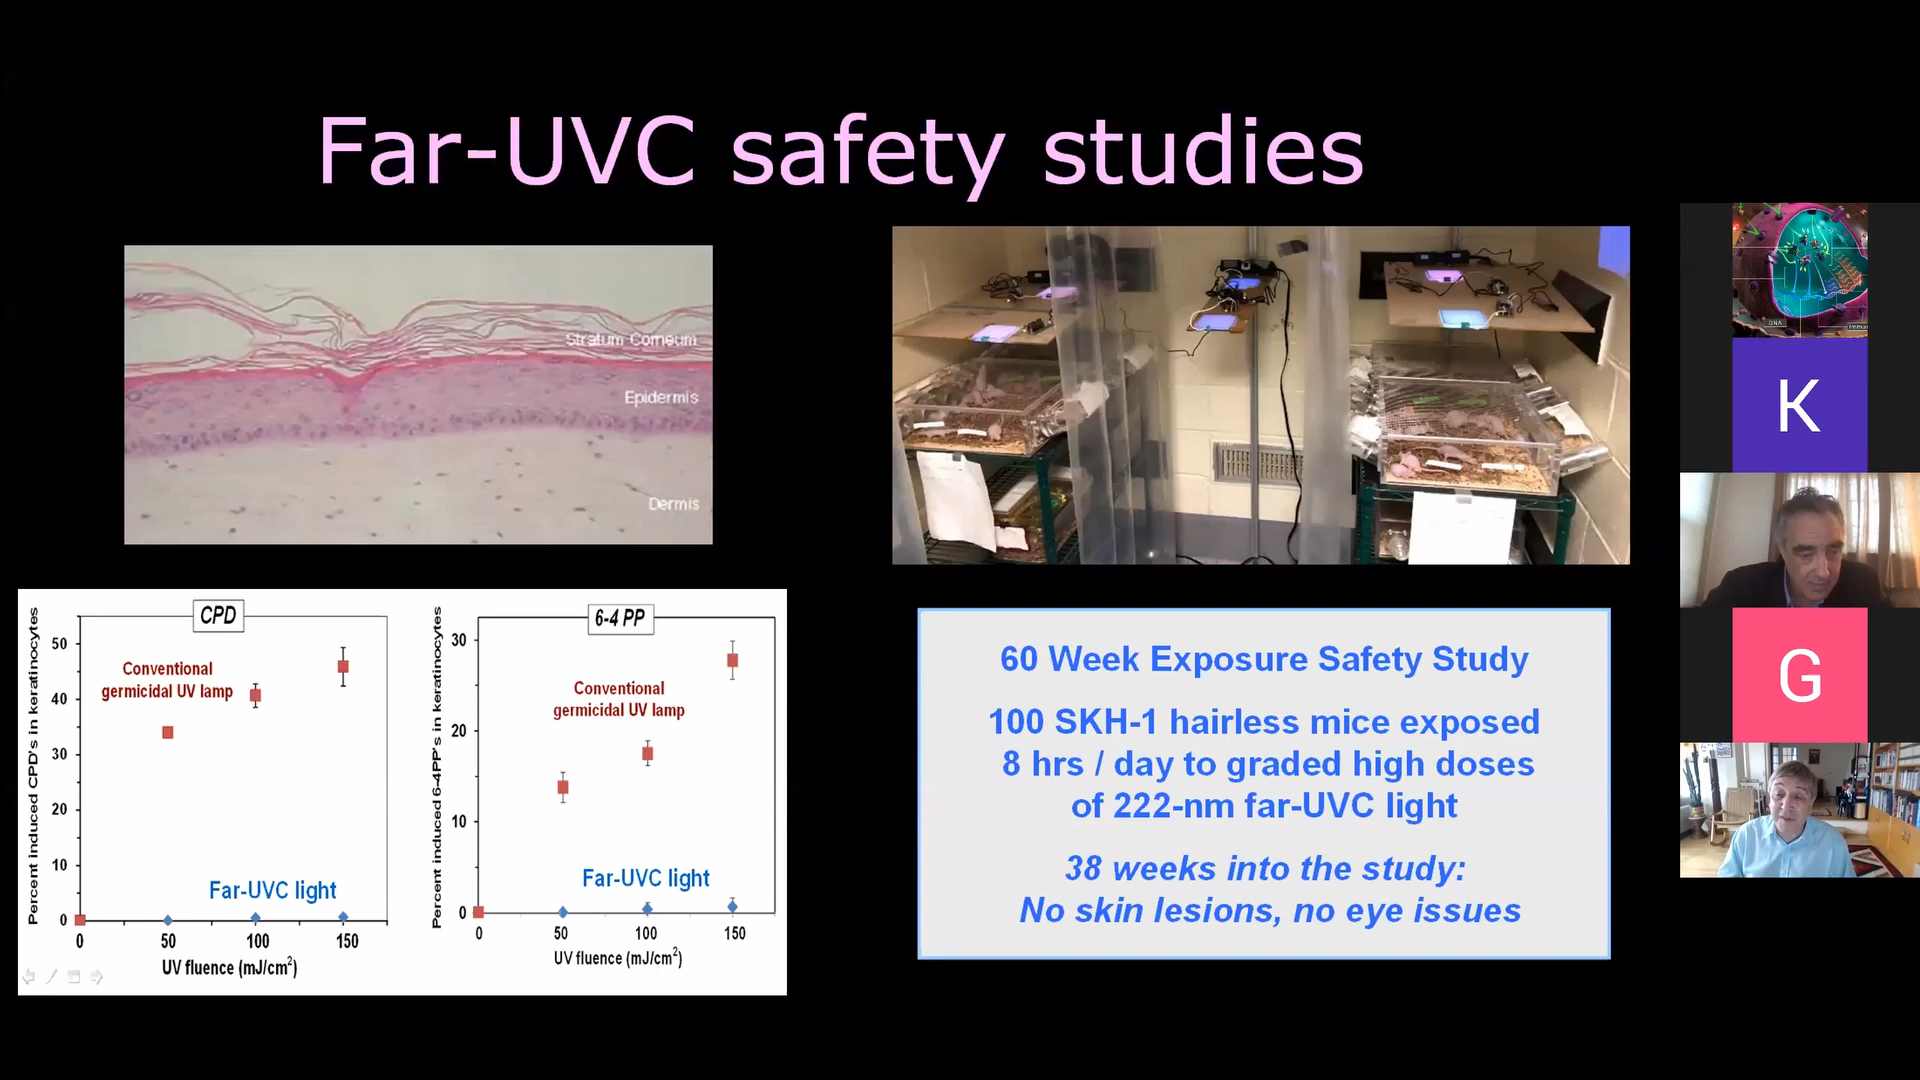 Far-UVC safety studies
Stratum Corneum
Epidermis
Dermis
CPD
Percent induced CPD's in keratinocytes
50
40
30
20
10
0
Conventional
germicidal UV lamp
Far-UVC light
0 50 100 150
UV fluence (mJ/cm²)
6-4 PP
Percent induced 6-4PP's in keratinocytes
30
20
10
0
Conventional
germicidal UV lamp
Far-UVC light
0 50 100 150
UV fluence (mJ/cm²)
60 Week Exposure Safety Study
100 SKH-1 hairless mice exposed
8 hrs / day to graded high doses
of 222-nm far-UVC light
38 weeks into the study:
No skin lesions, no eye issues
DNA
K
G